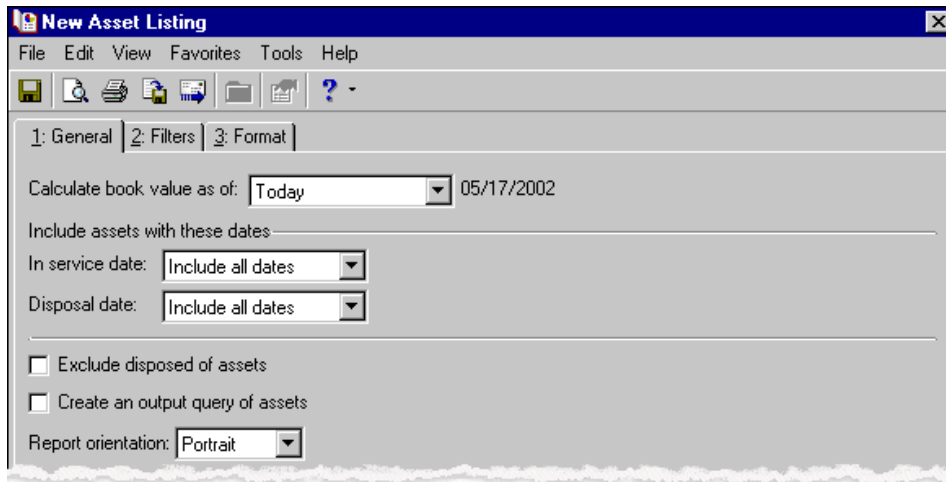 New Asset Listing
File Edit View Favorites Tools Help
1: General 2: Filters 3: Format
Calculate book value as of: Today 05/17/2002
Include assets with these dates
In service date: Include all dates
Disposal date: Include all dates
Exclude disposed of assets
Create an output query of assets
Report orientation: Portrait